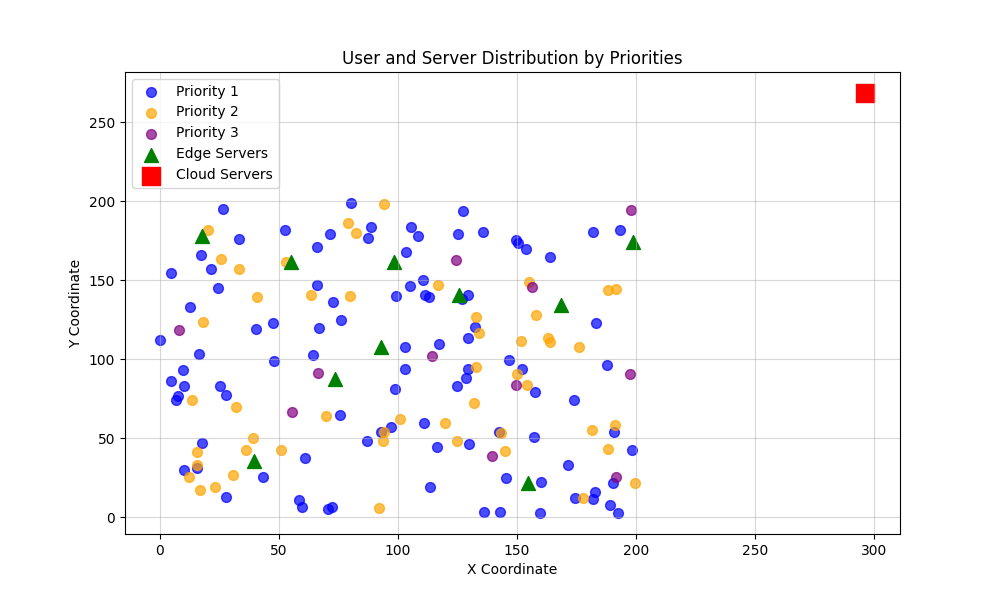 User and Server Distribution by Priorities
Priority 1
Priority 2
Priority 3
Edge Servers
Cloud Servers
250
200
150
100
50
0
Y Coordinate
0 50 100 150 200 250 300
X Coordinate